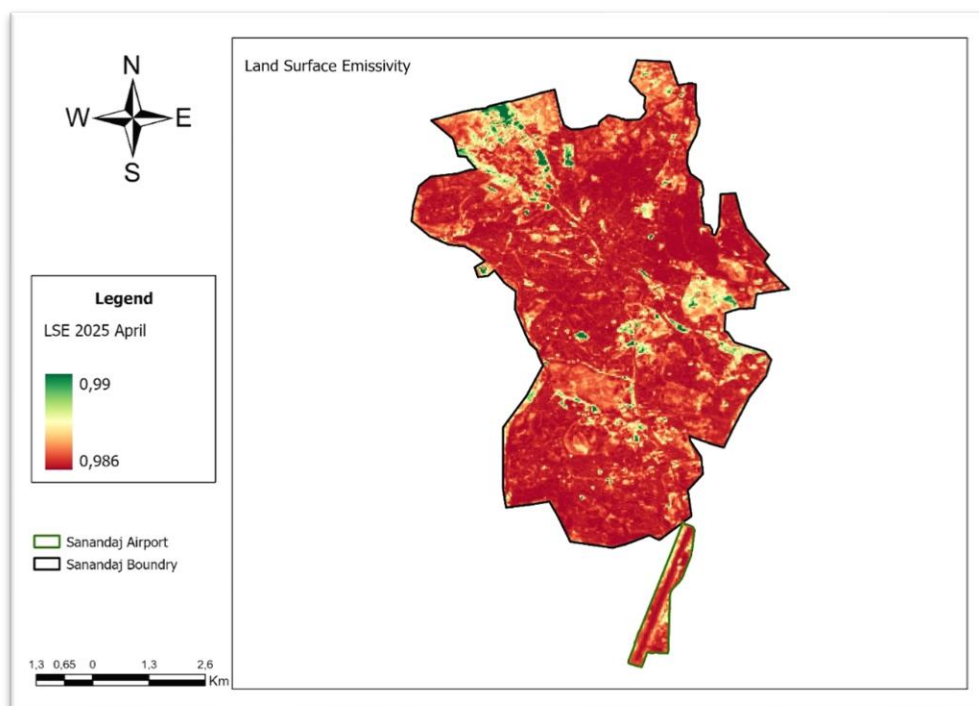 Land Surface Emissivity
N
W E
S
Legend
LSE 2025 April
0,99
0,986
Sanandaj Airport
Sanandaj Boundry
1,3 0,65 0 1,3 2,6
Km